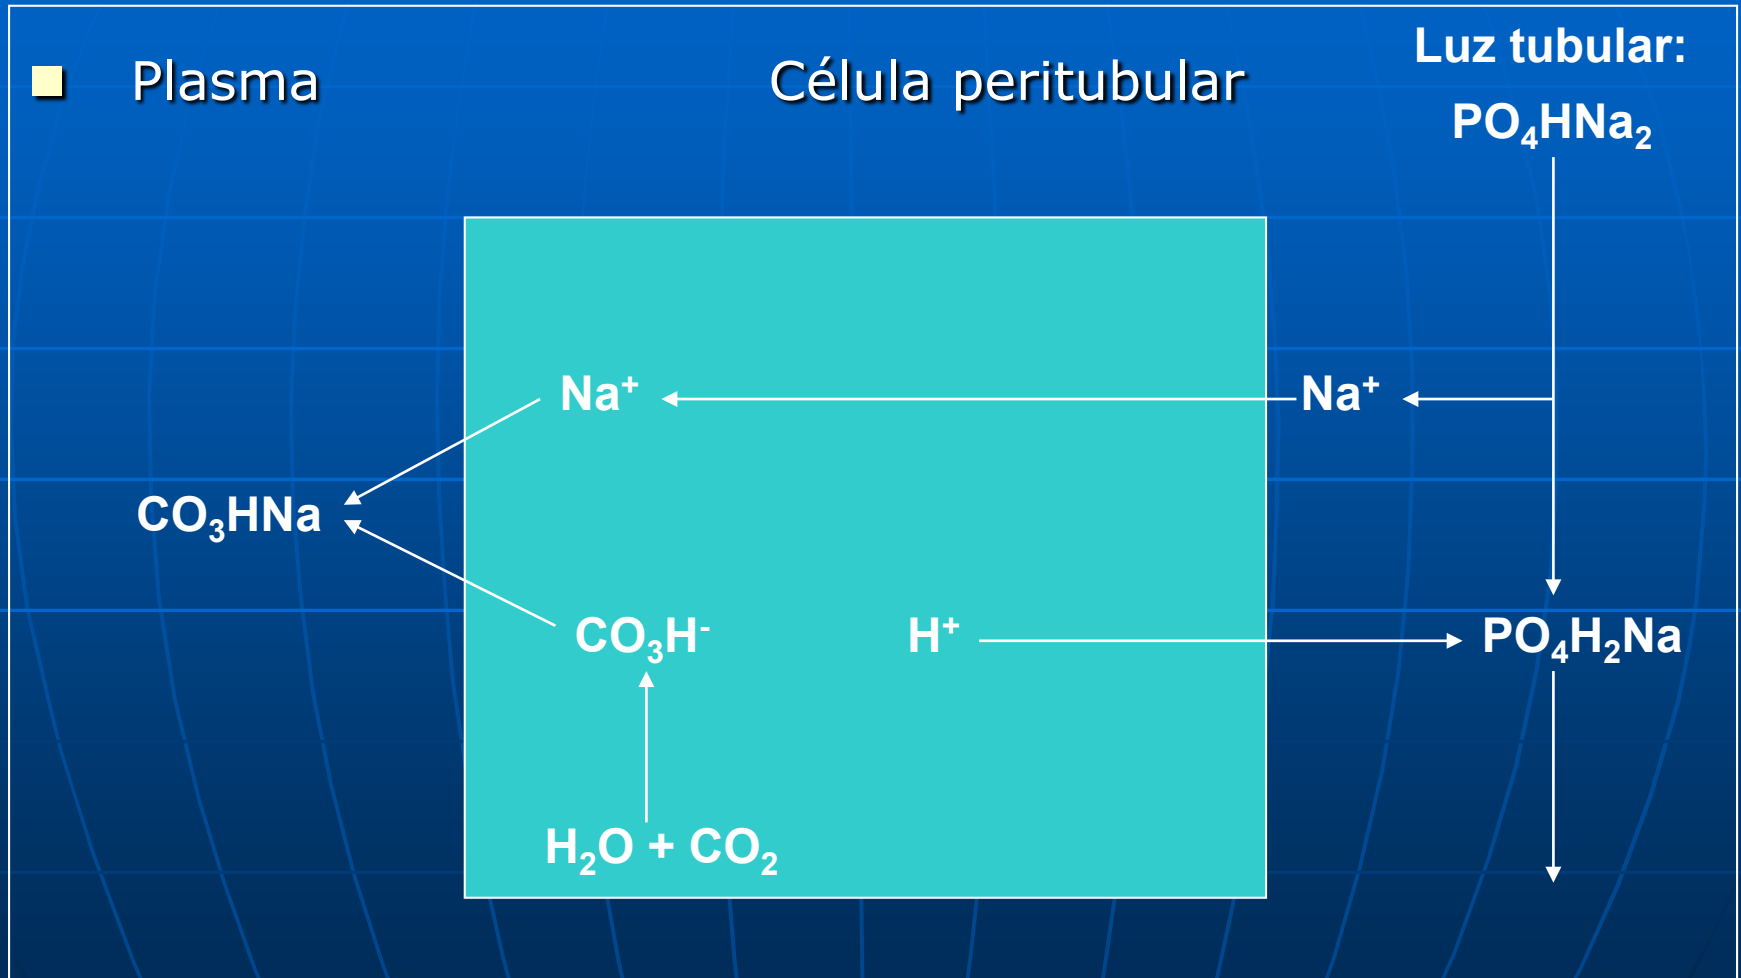 Plasma
Célula peritubular
Luz tubular:
PO₄HNa₂
Na⁺
Na⁺
CO₃HNa
CO₃H⁻
H⁺
PO₄H₂Na
H₂O + CO₂